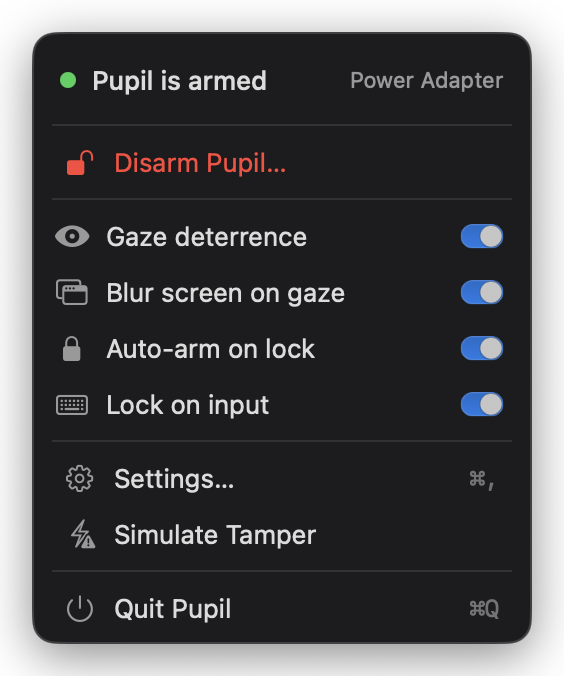 Pupil is armed Power Adapter
Disarm Pupil...
Gaze deterrence
Blur screen on gaze
Auto-arm on lock
Lock on input
Settings... ⌘,
Simulate Tamper
Quit Pupil ⌘Q